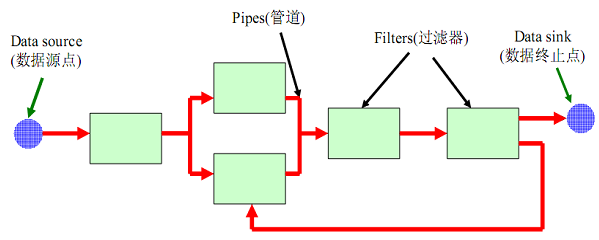 Pipes(管道)
Data source
(数据源点)
Filters(过滤器)
Data sink
(数据终止点)